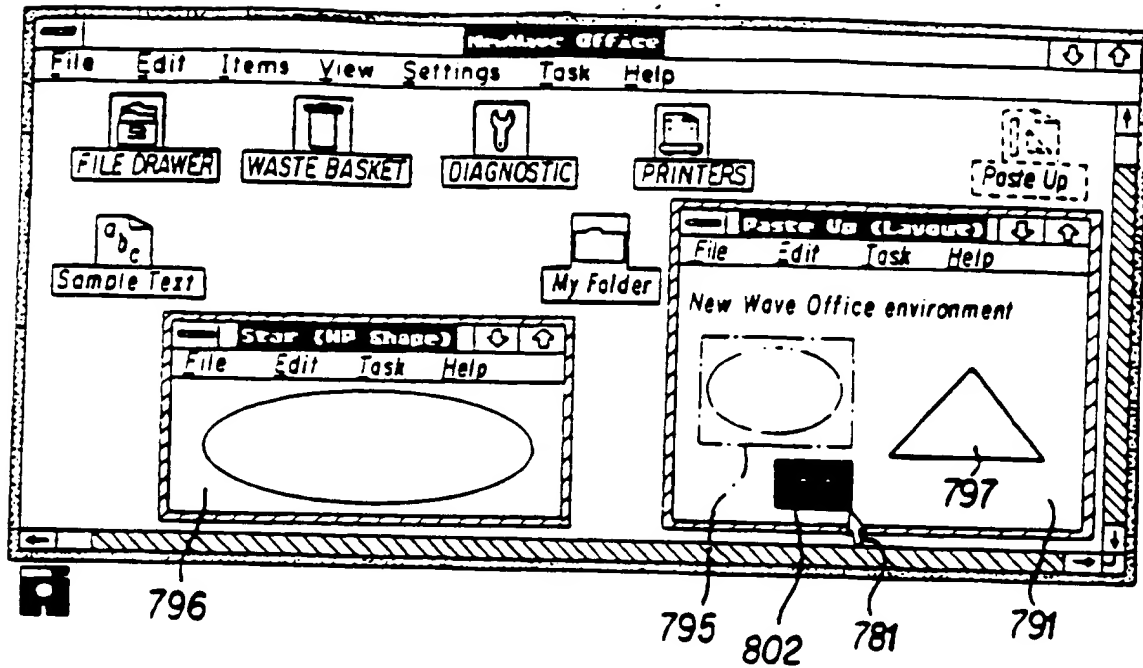 NewWave Office
File Edit Items View Settings Task Help
FILE DRAWER WASTE BASKET DIAGNOSTIC PRINTERS Paste Up
Sample Text My Folder
Paste Up (Layout)
File Edit Task Help
New Wave Office environment
Star (HP Shape)
File Edit Task Help
abc
797
796 795 802 781 791